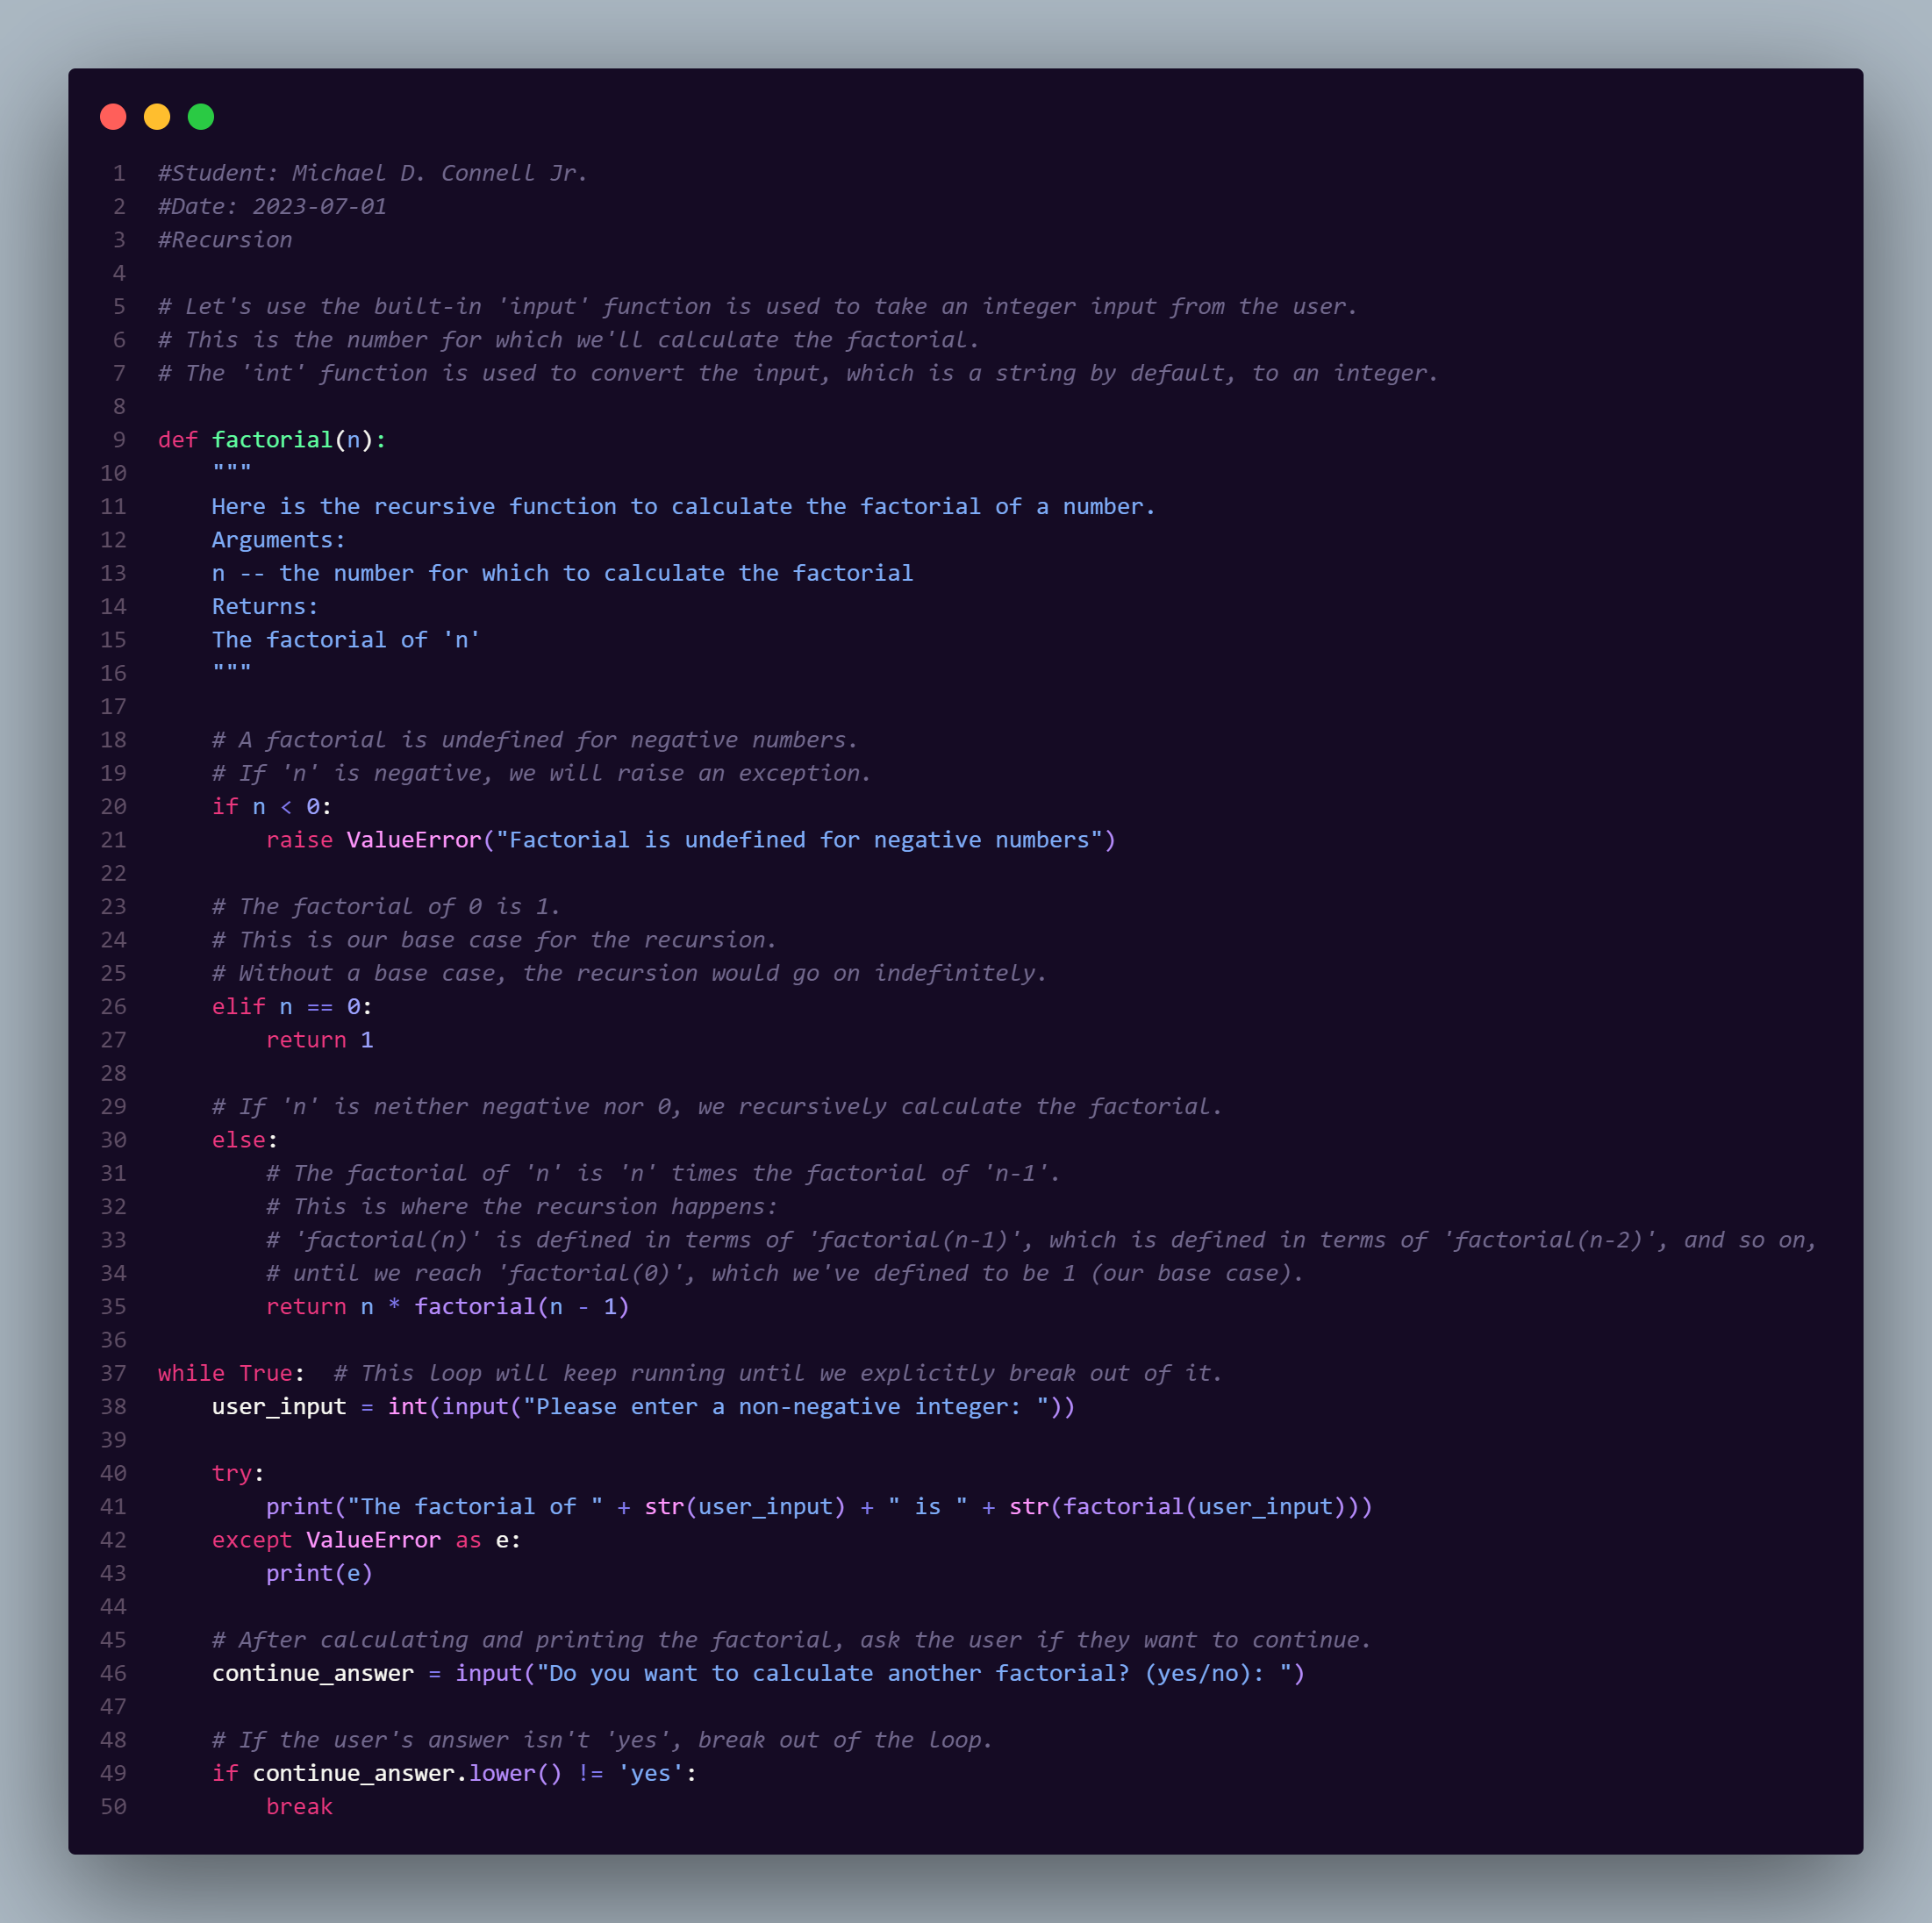 1 #Student: Michael D. Connell Jr.
2 #Date: 2023-07-01
3 #Recursion
4
5 # Let's use the built-in 'input' function is used to take an integer input from the user.
6 # This is the number for which we'll calculate the factorial.
7 # The 'int' function is used to convert the input, which is a string by default, to an integer.
8
9 def factorial(n):
10     """
11     Here is the recursive function to calculate the factorial of a number.
12     Arguments:
13     n -- the number for which to calculate the factorial
14     Returns:
15     The factorial of 'n'
16     """
17
18     # A factorial is undefined for negative numbers.
19     # If 'n' is negative, we will raise an exception.
20     if n < 0:
21         raise ValueError("Factorial is undefined for negative numbers")
22
23     # The factorial of 0 is 1.
24     # This is our base case for the recursion.
25     # Without a base case, the recursion would go on indefinitely.
26     elif n == 0:
27         return 1
28
29     # If 'n' is neither negative nor 0, we recursively calculate the factorial.
30     else:
31         # The factorial of 'n' is 'n' times the factorial of 'n-1'.
32         # This is where the recursion happens:
33         # 'factorial(n)' is defined in terms of 'factorial(n-1)', which is defined in terms of 'factorial(n-2)', and so on,
34         # until we reach 'factorial(0)', which we've defined to be 1 (our base case).
35         return n * factorial(n - 1)
36
37 while True:  # This loop will keep running until we explicitly break out of it.
38     user_input = int(input("Please enter a non-negative integer: "))
39
40     try:
41         print("The factorial of " + str(user_input) + " is " + str(factorial(user_input)))
42     except ValueError as e:
43         print(e)
44
45     # After calculating and printing the factorial, ask the user if they want to continue.
46     continue_answer = input("Do you want to calculate another factorial? (yes/no): ")
47
48     # If the user's answer isn't 'yes', break out of the loop.
49     if continue_answer.lower() != 'yes':
50         break